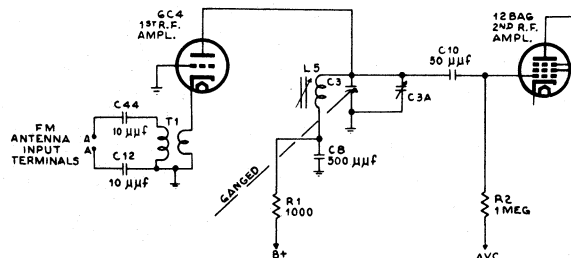 6C4
1ST R.F.
AMPL.
12BA6
2ND R.F.
AMPL.
C10
50 μμf
L5
C3
C3A
C44
10 μμf
T1
FM
ANTENNA
INPUT
TERMINALS
A
A
C12
10 μμf
C8
500 μμf
GANGED
R1
1000
R2
1 MEG
B+
AVC